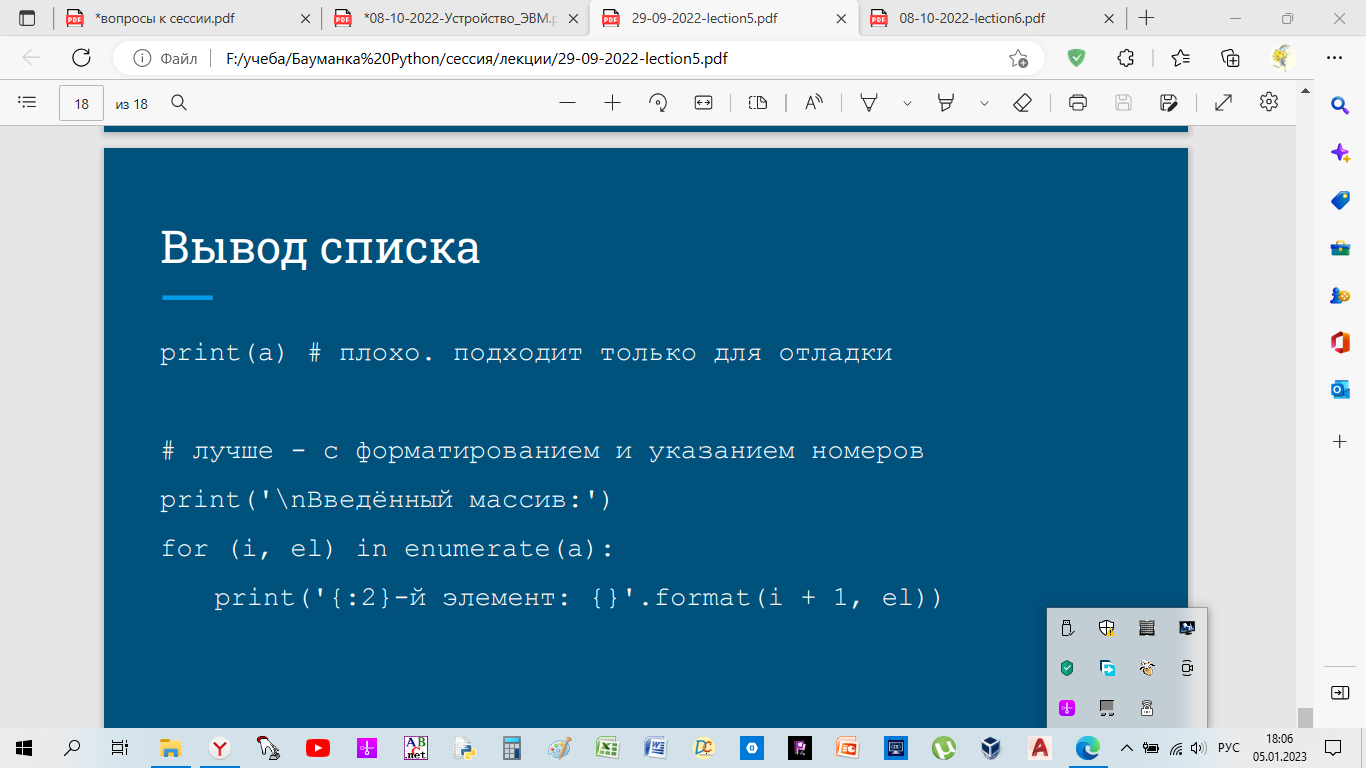 *вопросы к сессии.pdf
*08-10-2022-Устройство_ЭВМ.p
29-09-2022-lection5.pdf
08-10-2022-lection6.pdf
Файл
F:/учеба/Бауманка%20Python/сессия/лекции/29-09-2022-lection5.pdf
18 из 18
Вывод списка
print(a) # плохо. подходит только для отладки
# лучше - с форматированием и указанием номеров
print('\nВведённый массив:')
for (i, el) in enumerate(a):
print('{:2}-й элемент: {}'.format(i + 1, el))
РУС
18:06
05.01.2023